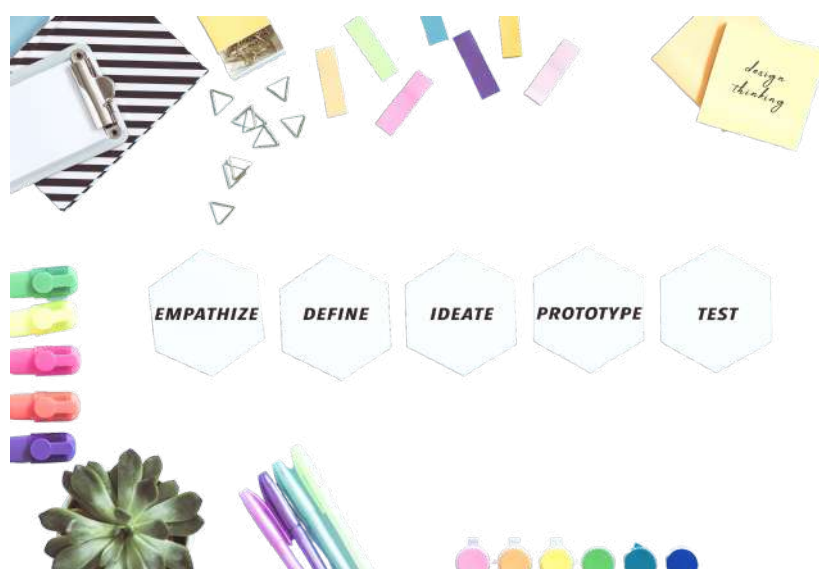 design
thinking
EMPATHIZE
DEFINE
IDEATE
PROTOTYPE
TEST